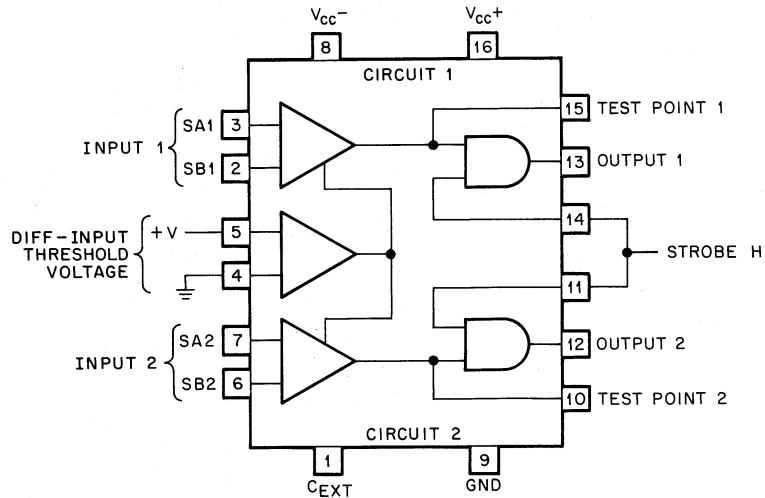 VCC-
VCC+
8
16
CIRCUIT 1
SA1
3
INPUT 1
SB1
2
15
TEST POINT 1
13
OUTPUT 1
14
DIFF-INPUT
THRESHOLD
VOLTAGE
+V
5
4
STROBE H
11
SA2
7
INPUT 2
SB2
6
12
OUTPUT 2
10
TEST POINT 2
CIRCUIT 2
1
9
CEXT
GND